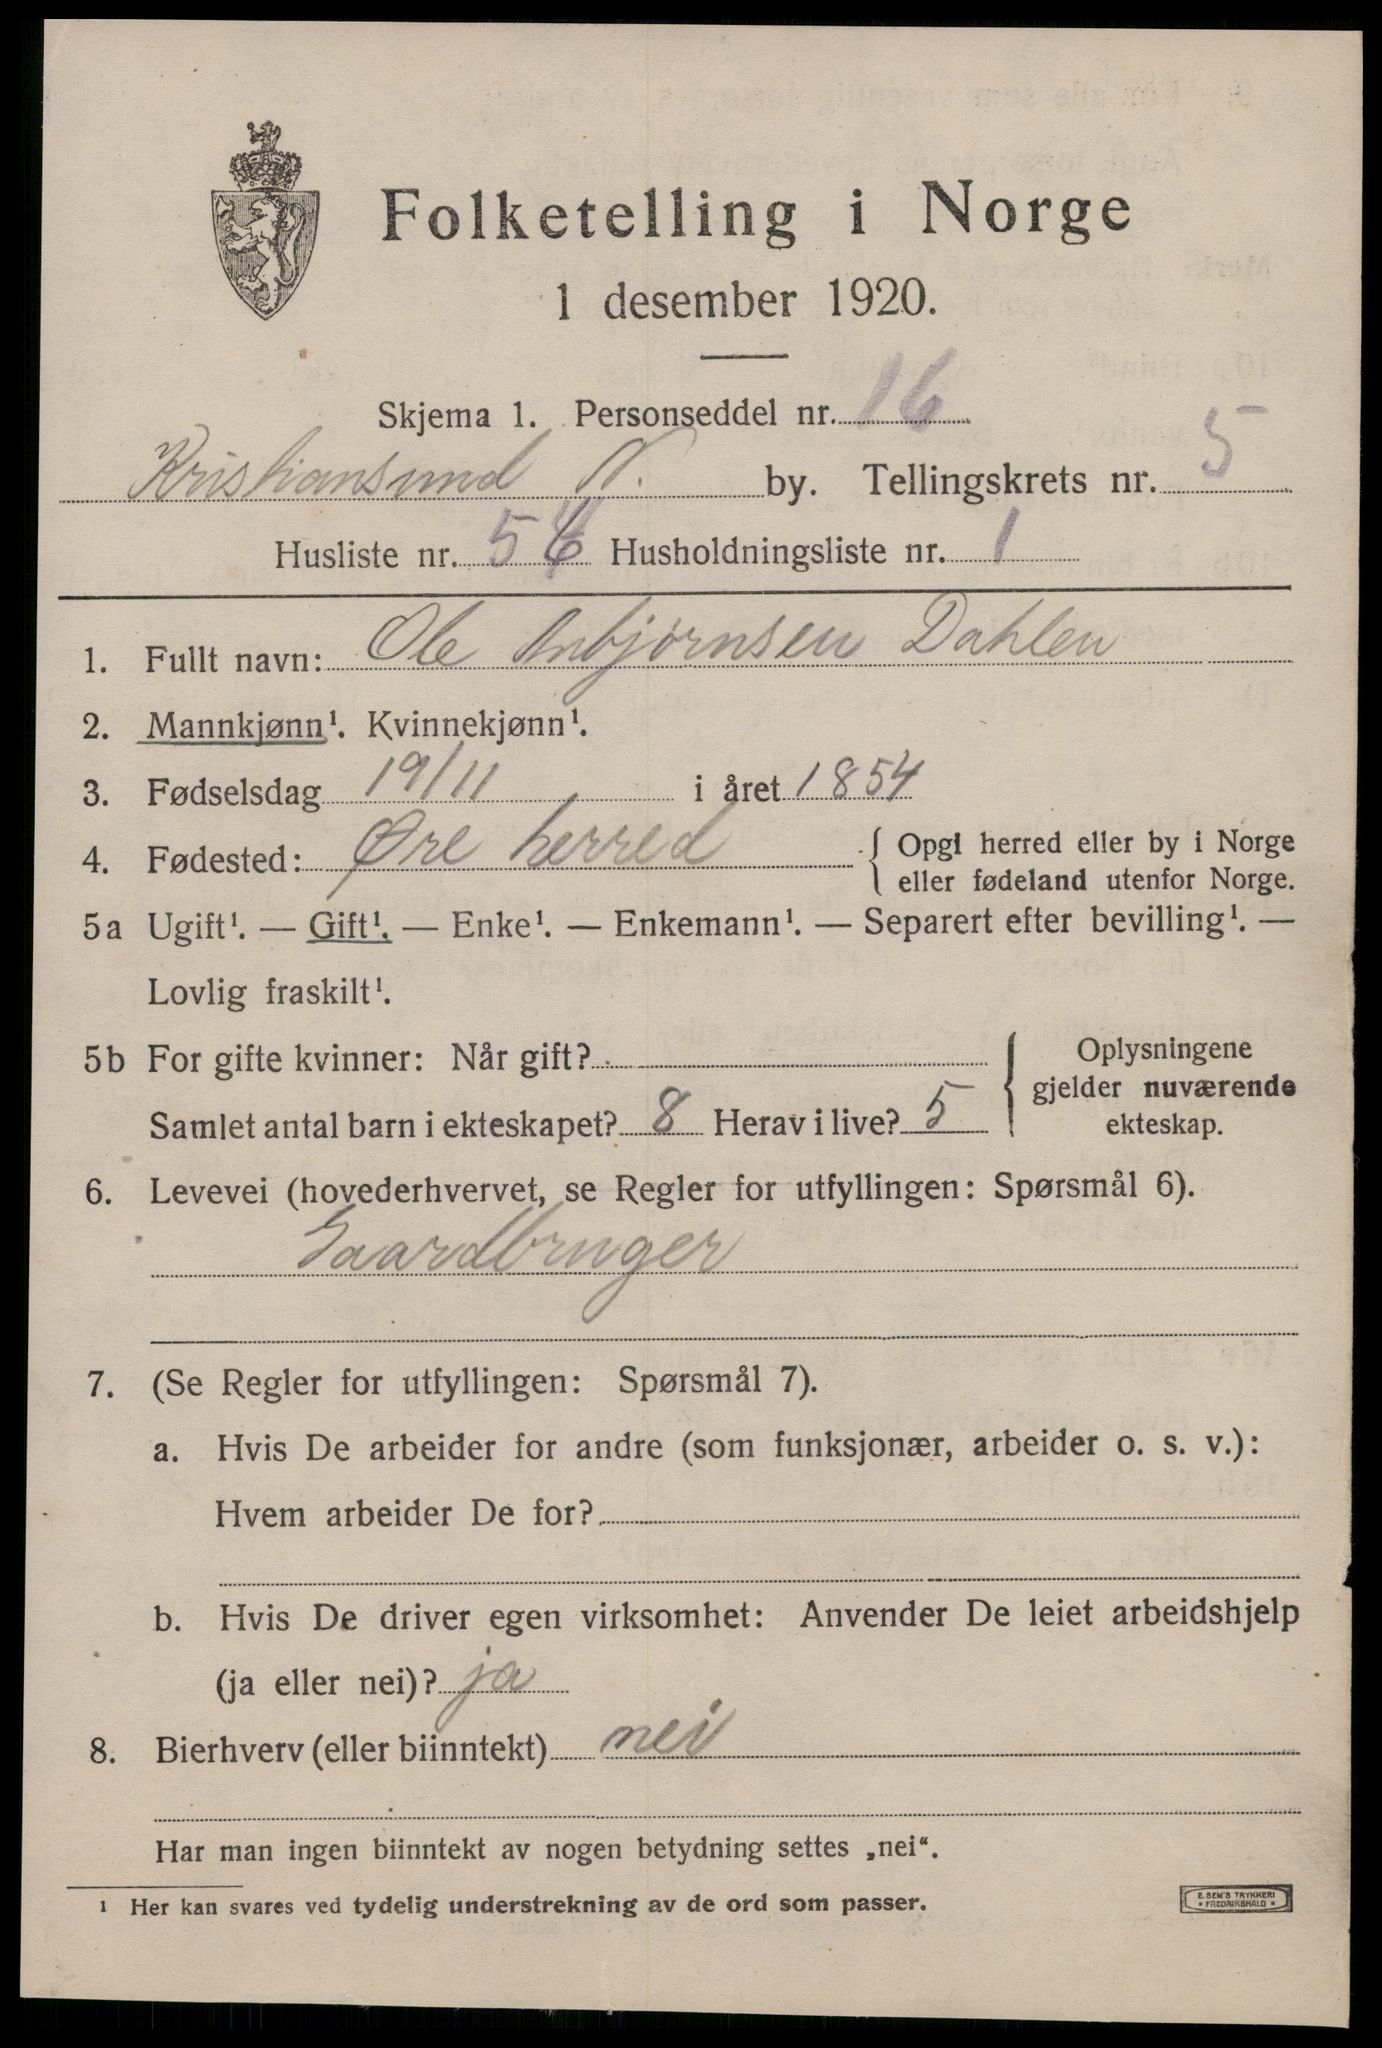 Folketelling i Norge
1 desember 1920.
Skjema 1. Personseddel nr. 16
Kristiansund N. by. Tellingskrets nr. 5
Husliste nr. 5 Husholdningsliste nr. 1
1. Fullt navn: Ole Anbjørnsen Dahlen
2. Mannkjønn¹. Kvinnekjønn¹.
3. Fødselsdag 19/11 i året 1854
4. Fødested: Øre herred { Opgi herred eller by i Norge
eller fødeland utenfor Norge.
5a Ugift¹. — Gift¹. — Enke¹. — Enkemann¹. — Separert efter bevilling¹. —
Lovlig fraskilt¹.
5b For gifte kvinner: Når gift?
Samlet antal barn i ekteskapet? 8 Herav i live? 5
Oplysningene
gjelder nuværende
ekteskap.
6. Levevei (hovederhvervet, se Regler for utfyllingen: Spørsmål 6).
Gaardbruger
7. (Se Regler for utfyllingen: Spørsmål 7).
a. Hvis De arbeider for andre (som funksjonær, arbeider o. s. v.):
Hvem arbeider De for?
b. Hvis De driver egen virksomhet: Anvender De leiet arbeidshjelp
(ja eller nei)? ja
8. Bierhverv (eller biinntekt) nei
Har man ingen biinntekt av nogen betydning settes „nei“.
¹ Her kan svares ved tydelig understrekning av de ord som passer.
E. SEM'S TRYKKERI
* FREDRIKSHALD *